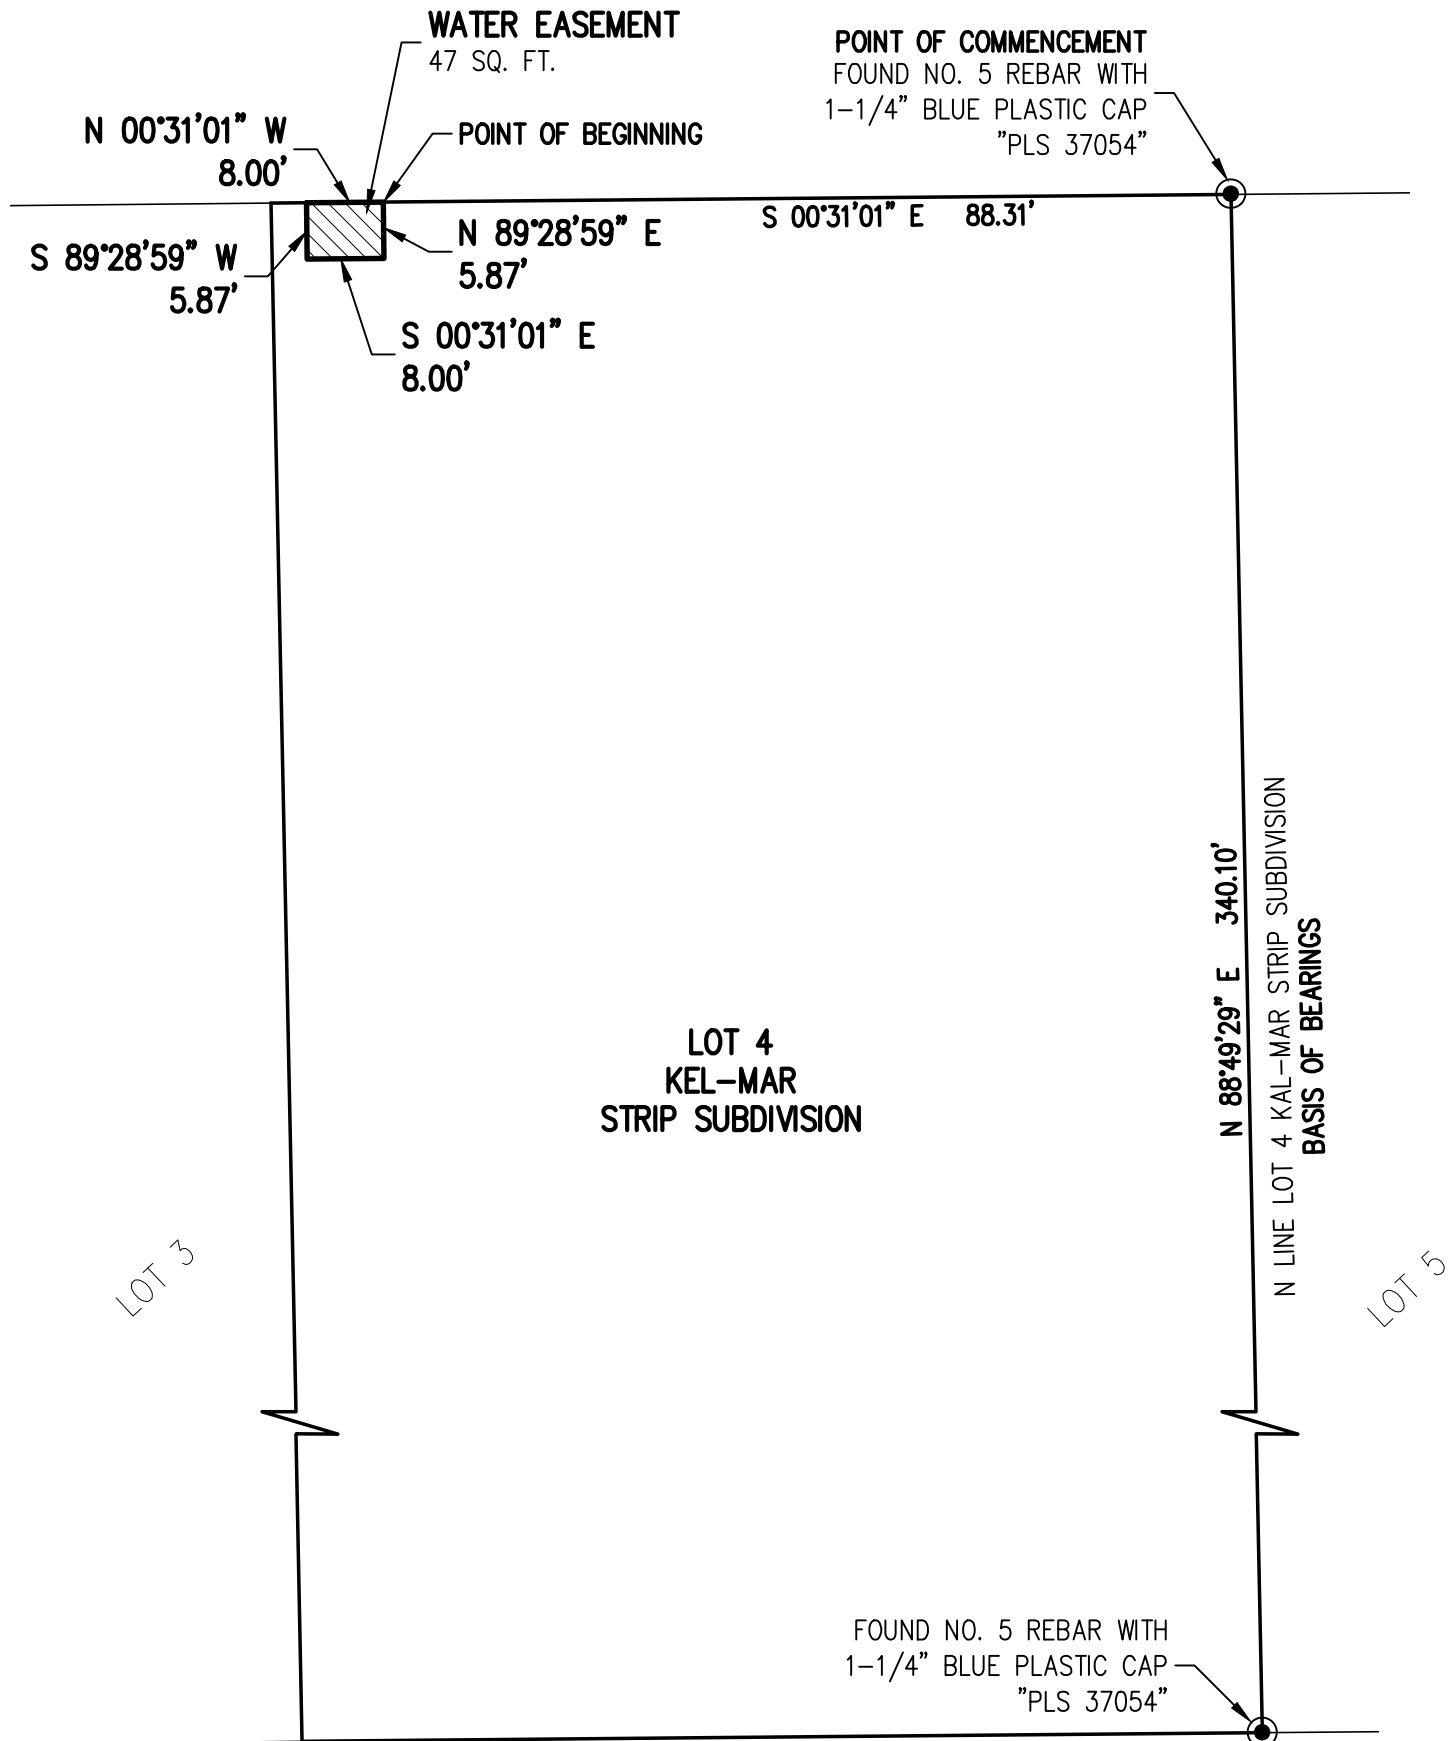 WATER EASEMENT
47 SQ. FT.
POINT OF COMMENCEMENT
FOUND NO. 5 REBAR WITH
1-1/4" BLUE PLASTIC CAP
"PLS 37054"
N 00°31'01" W
8.00'
POINT OF BEGINNING
S 00°31'01" E 88.31'
N 89°28'59" E
5.87'
S 89°28'59" W
5.87'
S 00°31'01" E
8.00'
N 88°49'29" E 340.10'
N LINE LOT 4 KAL-MAR STRIP SUBDIVISION
BASIS OF BEARINGS
LOT 4
KEL-MAR
STRIP SUBDIVISION
LOT 3
LOT 5
FOUND NO. 5 REBAR WITH
1-1/4" BLUE PLASTIC CAP
"PLS 37054"